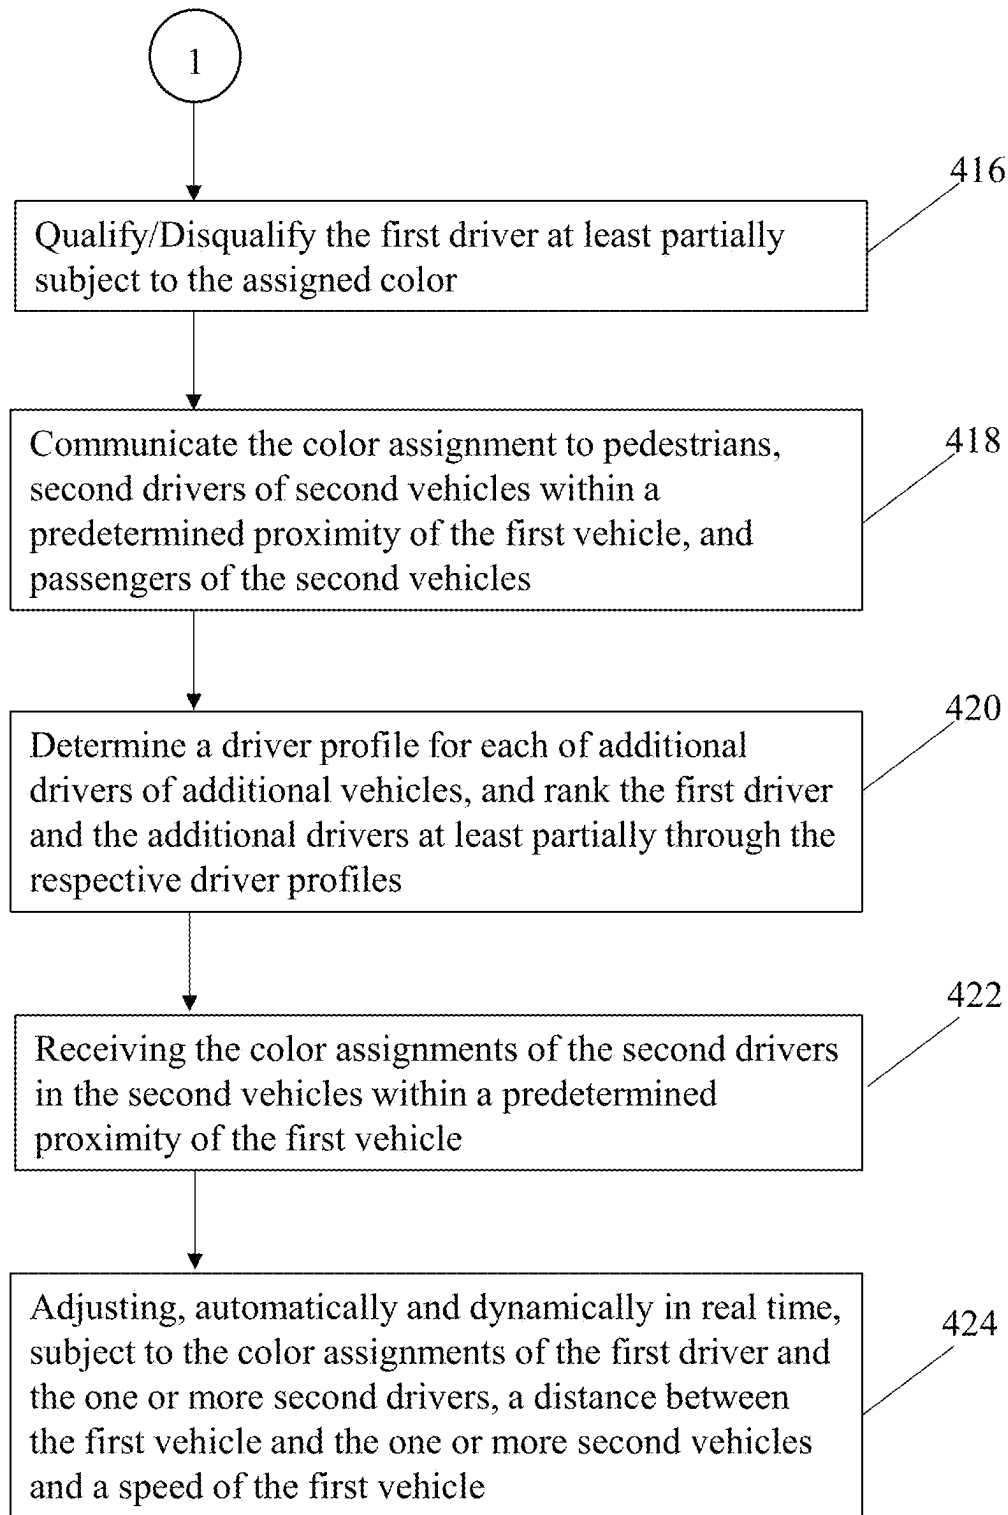 1
416
Qualify/Disqualify the first driver at least partially
subject to the assigned color
418
Communicate the color assignment to pedestrians,
second drivers of second vehicles within a
predetermined proximity of the first vehicle, and
passengers of the second vehicles
420
Determine a driver profile for each of additional
drivers of additional vehicles, and rank the first driver
and the additional drivers at least partially through the
respective driver profiles
422
Receiving the color assignments of the second drivers
in the second vehicles within a predetermined
proximity of the first vehicle
424
Adjusting, automatically and dynamically in real time,
subject to the color assignments of the first driver and
the one or more second drivers, a distance between
the first vehicle and the one or more second vehicles
and a speed of the first vehicle